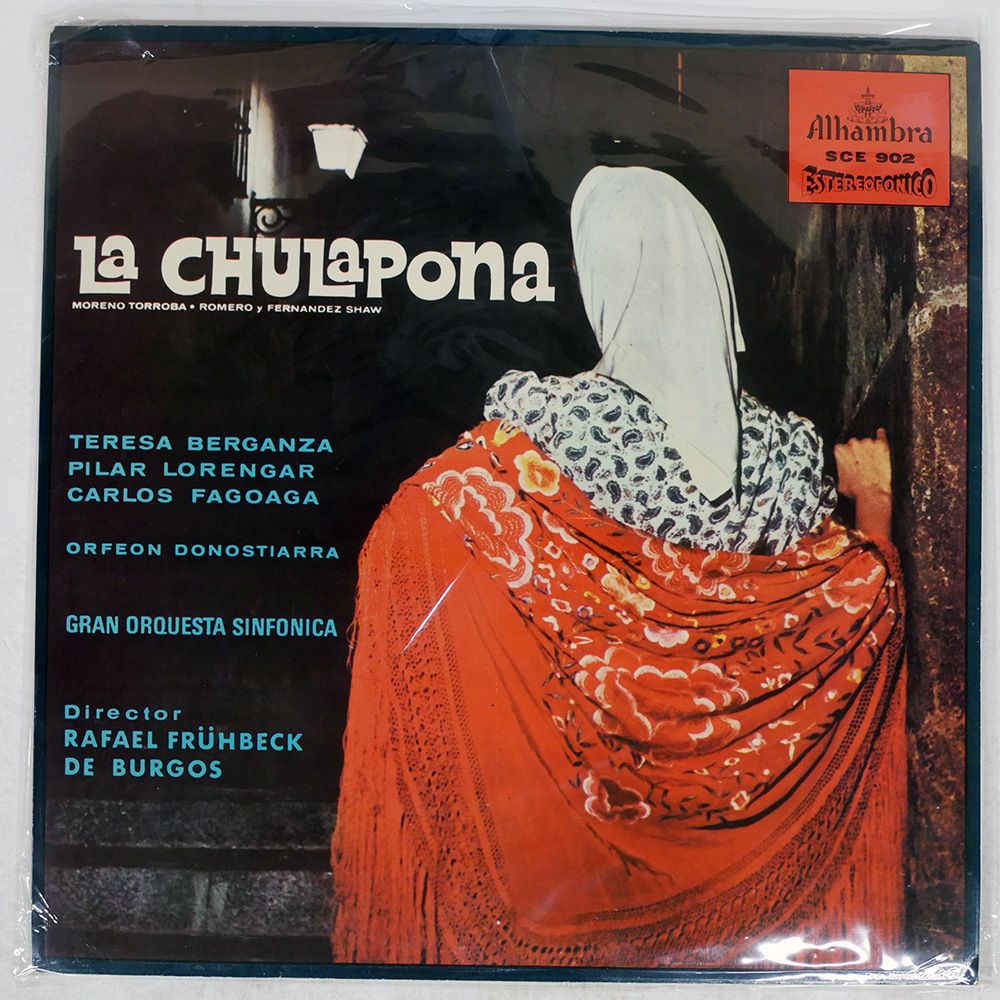 Alhambra
SCE 902
ESTEREOFONICO
La CHULaPONa
MORENO TORROBA • ROMERO y FERNANDEZ SHAW
TERESA BERGANZA
PILAR LORENGAR
CARLOS FAGOAGA
ORFEON DONOSTIARRA
GRAN ORQUESTA SINFONICA
Director
RAFAEL FRÜHBECK
DE BURGOS